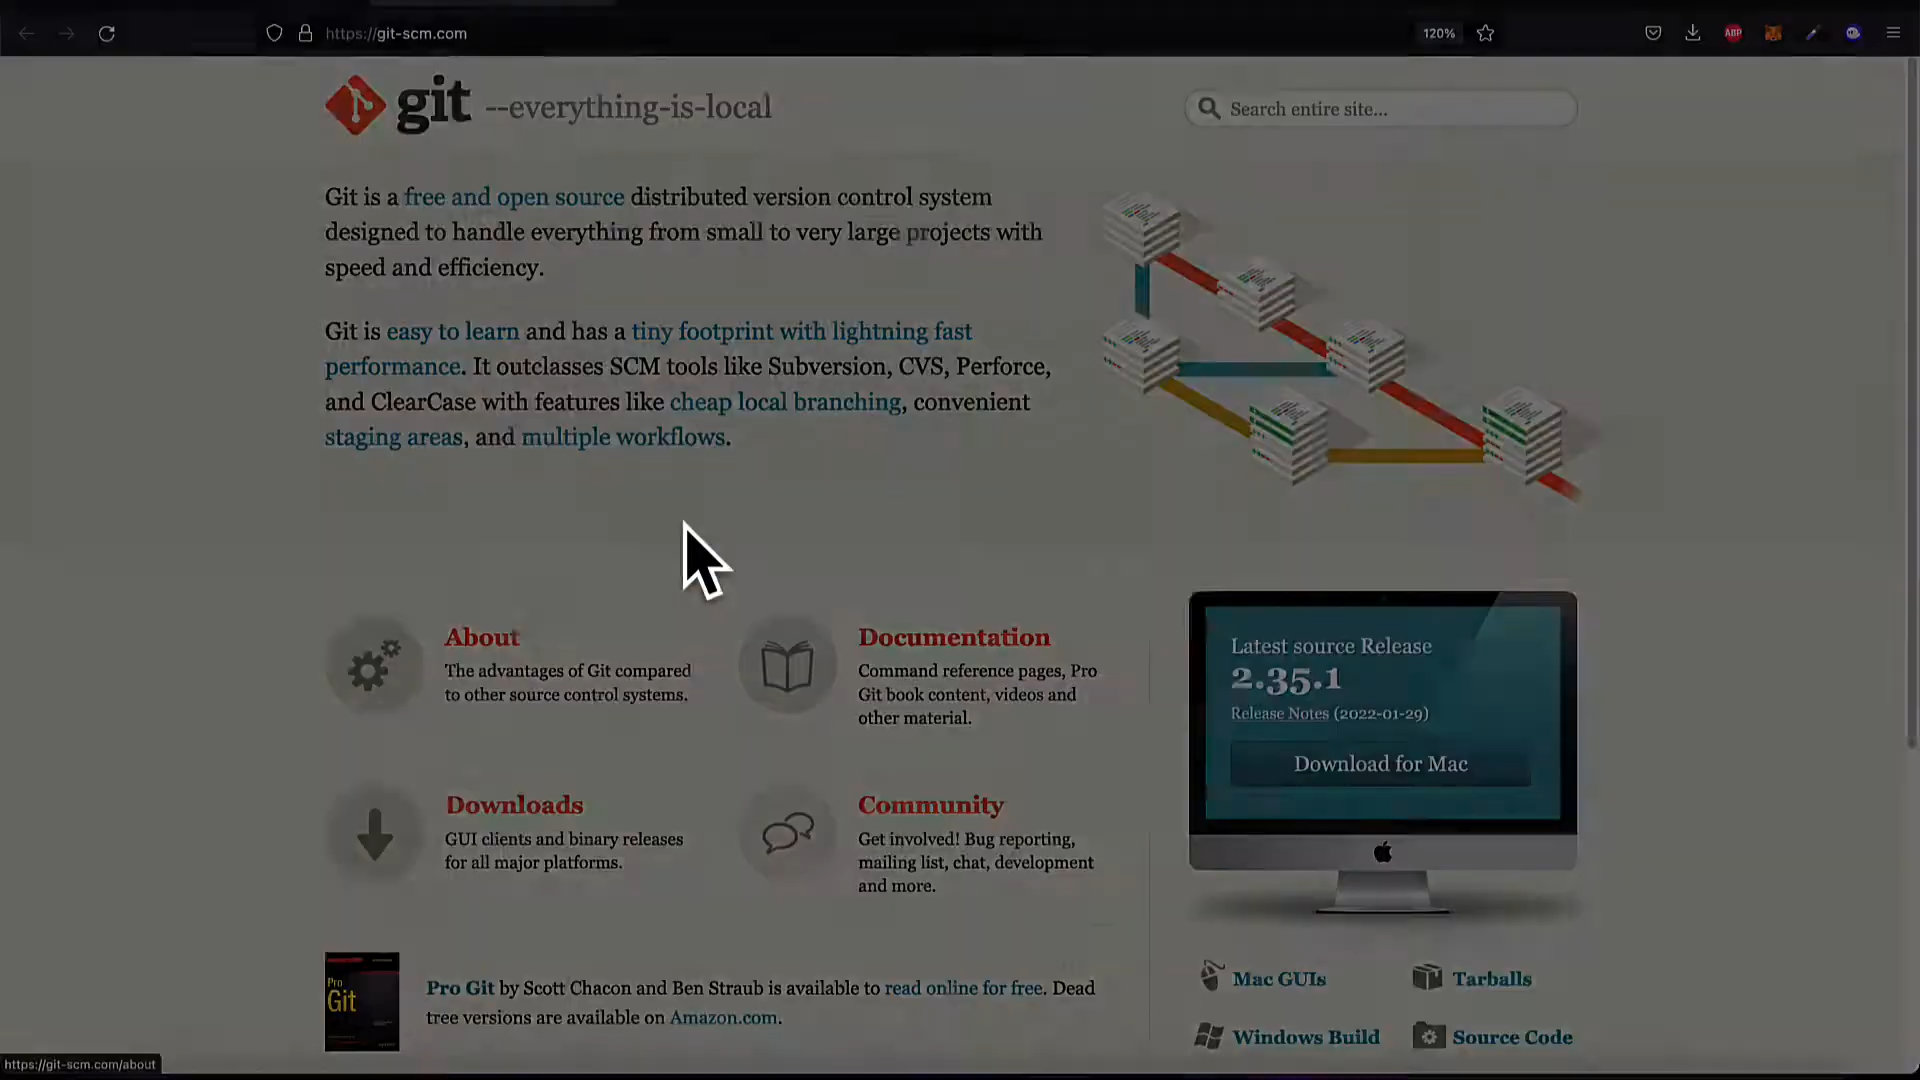 https://git-scm.com
120%
ABP
git --everything-is-local
Search entire site...
Git is a free and open source distributed version control system
designed to handle everything from small to very large projects with
speed and efficiency.
Git is easy to learn and has a tiny footprint with lightning fast
performance. It outclasses SCM tools like Subversion, CVS, Perforce,
and ClearCase with features like cheap local branching, convenient
staging areas, and multiple workflows.
About
The advantages of Git compared
to other source control systems.
Documentation
Command reference pages, Pro
Git book content, videos and
other material.
Downloads
GUI clients and binary releases
for all major platforms.
Community
Get involved! Bug reporting,
mailing list, chat, development
and more.
Latest source Release
2.35.1
Release Notes (2022-01-29)
Download for Mac
Pro
Git
Pro Git by Scott Chacon and Ben Straub is available to read online for free. Dead
tree versions are available on Amazon.com.
Mac GUIs
Tarballs
Windows Build
Source Code
https://git-scm.com/about